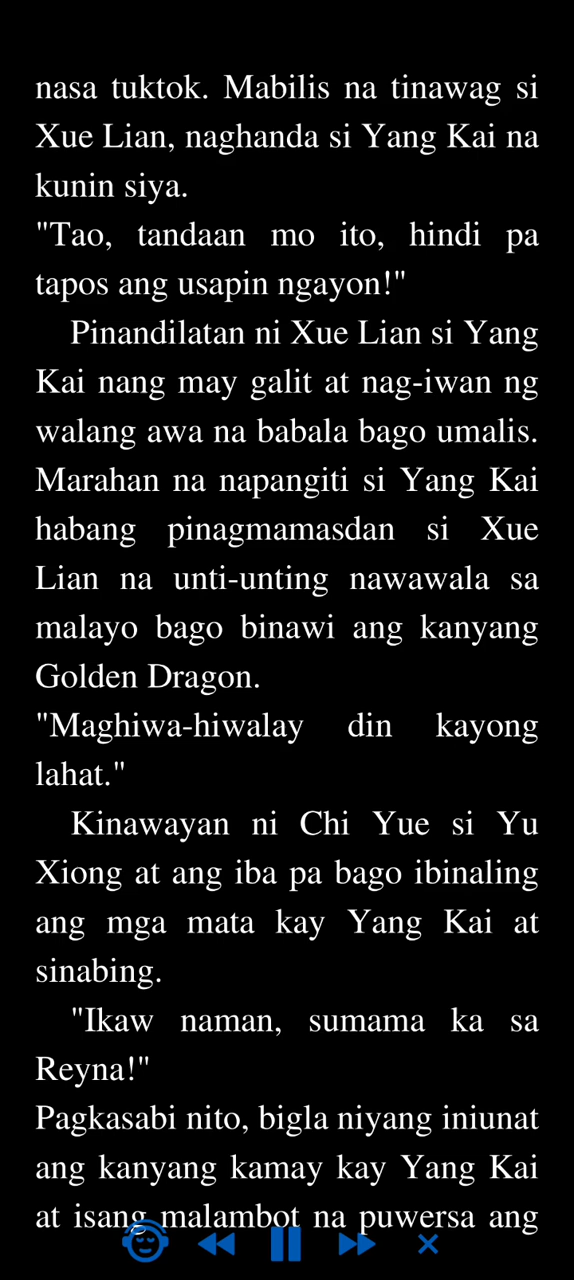 nasa tuktok. Mabilis na tinawag si
Xue Lian, naghanda si Yang Kai na
kunin siya.
"Tao, tandaan mo ito, hindi pa
tapos ang usapin ngayon!"
Pinandilatan ni Xue Lian si Yang
Kai nang may galit at nag-iwan ng
walang awa na babala bago umalis.
Marahan na napangiti si Yang Kai
habang pinagmamasdan si Xue
Lian na unti-unting nawawala sa
malayo bago binawi ang kanyang
Golden Dragon.
"Maghiwa-hiwalay din kayong
lahat."
Kinawayan ni Chi Yue si Yu
Xiong at ang iba pa bago ibinaling
ang mga mata kay Yang Kai at
sinabing.
"Ikaw naman, sumama ka sa
Reyna!"
Pagkasabi nito, bigla niyang iniunat
ang kanyang kamay kay Yang Kai
at isang malambot na puwersa ang